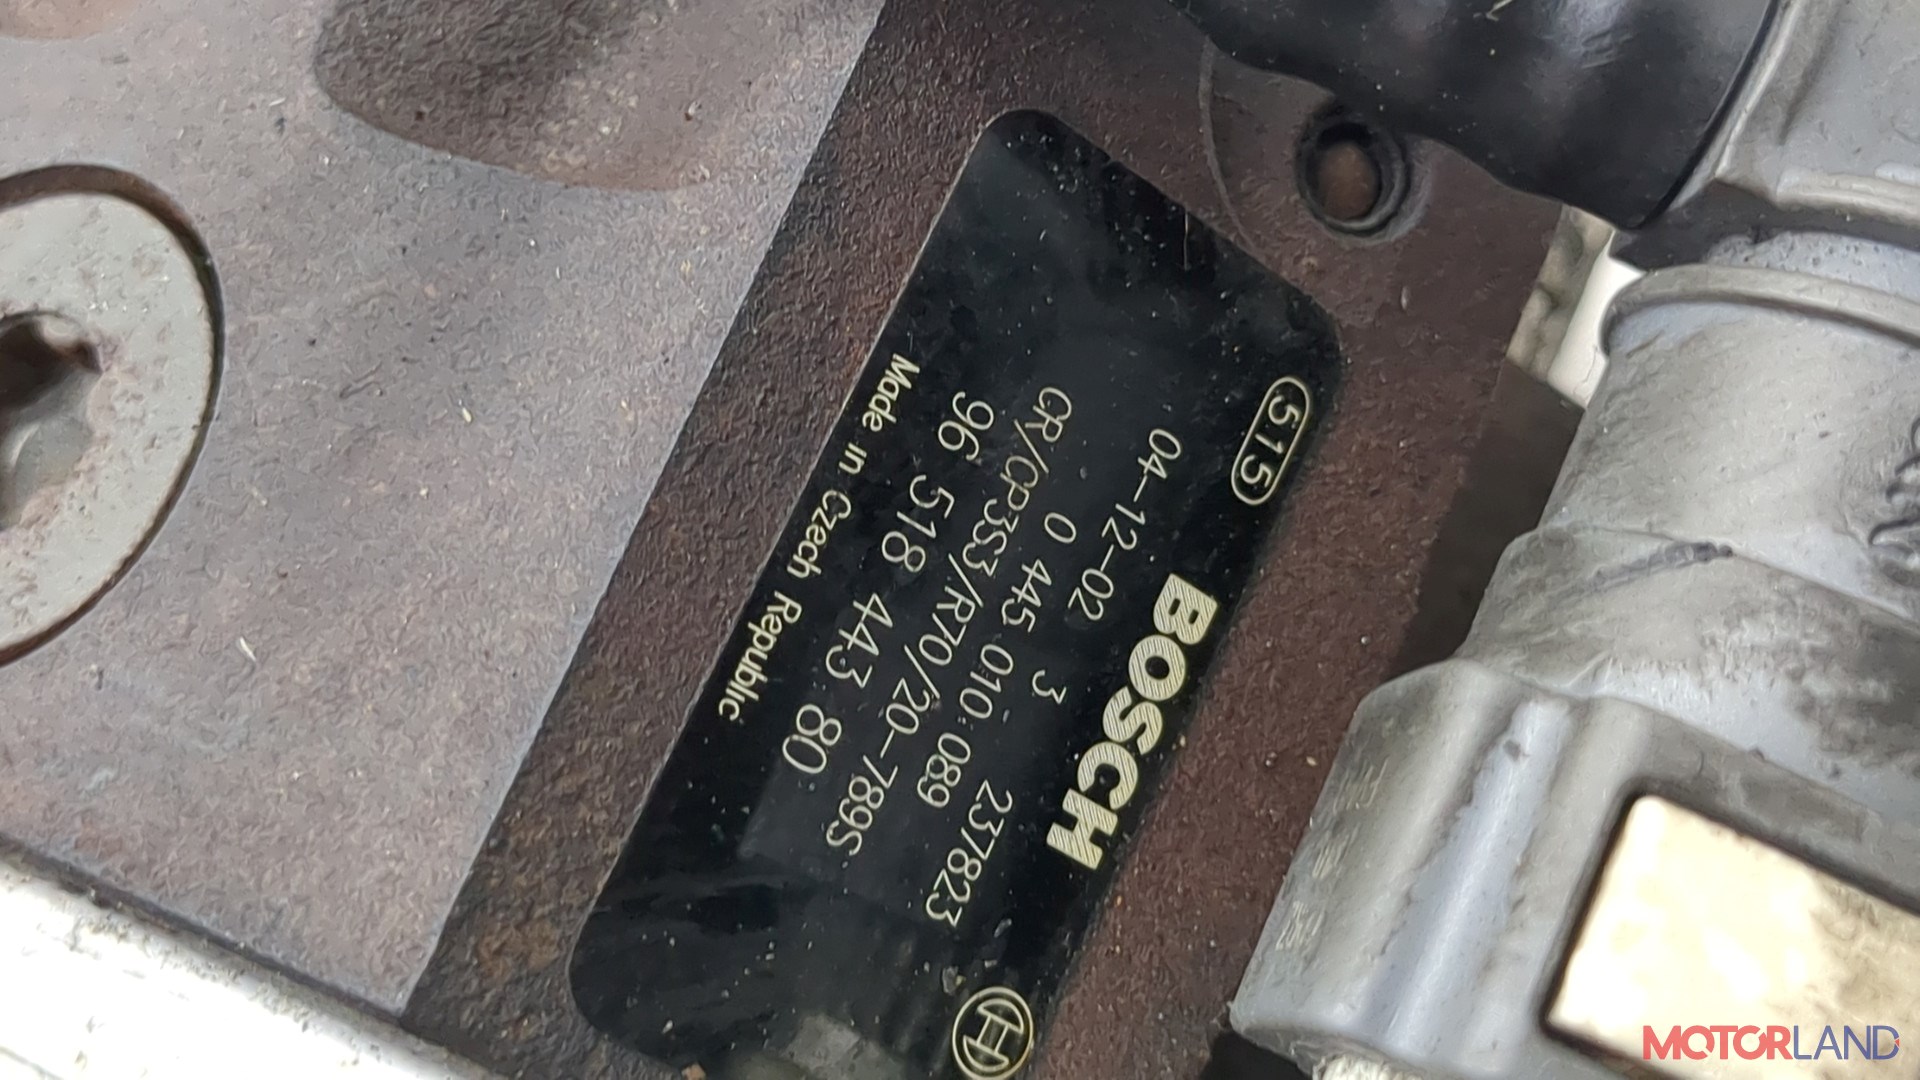 515
BOSCH
04-12-02 3 237823
0 445 010 089
CR/CP3S3/R70/20-789S
96 518 443 80
Made in Czech Republic
MOTORLAND